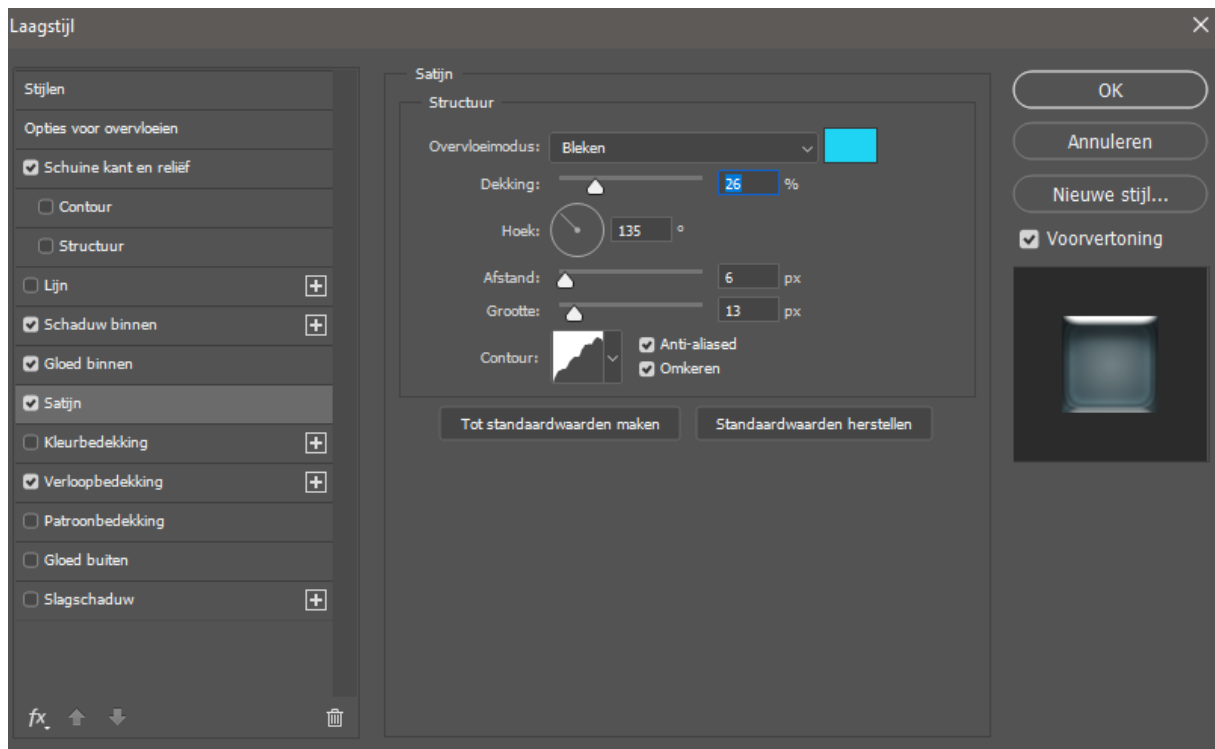 Laagstijl
Stijlen
Opties voor overvloeien
Schuine kant en reliëf
Contour
Structuur
Lijn
Schaduw binnen
Gloed binnen
Satijn
Kleurbedekking
Verloopbedekking
Patroonbedekking
Gloed buiten
Slagschaduw
fx
Satijn
Structuur
Overvloeimodus: Bleken
Dekking: 26 %
Hoek: 135 °
Afstand: 6 px
Grootte: 13 px
Contour: Anti-aliased
Omkeren
Tot standaardwaarden maken Standaardwaarden herstellen
OK
Annuleren
Nieuwe stijl...
Voorvertoning